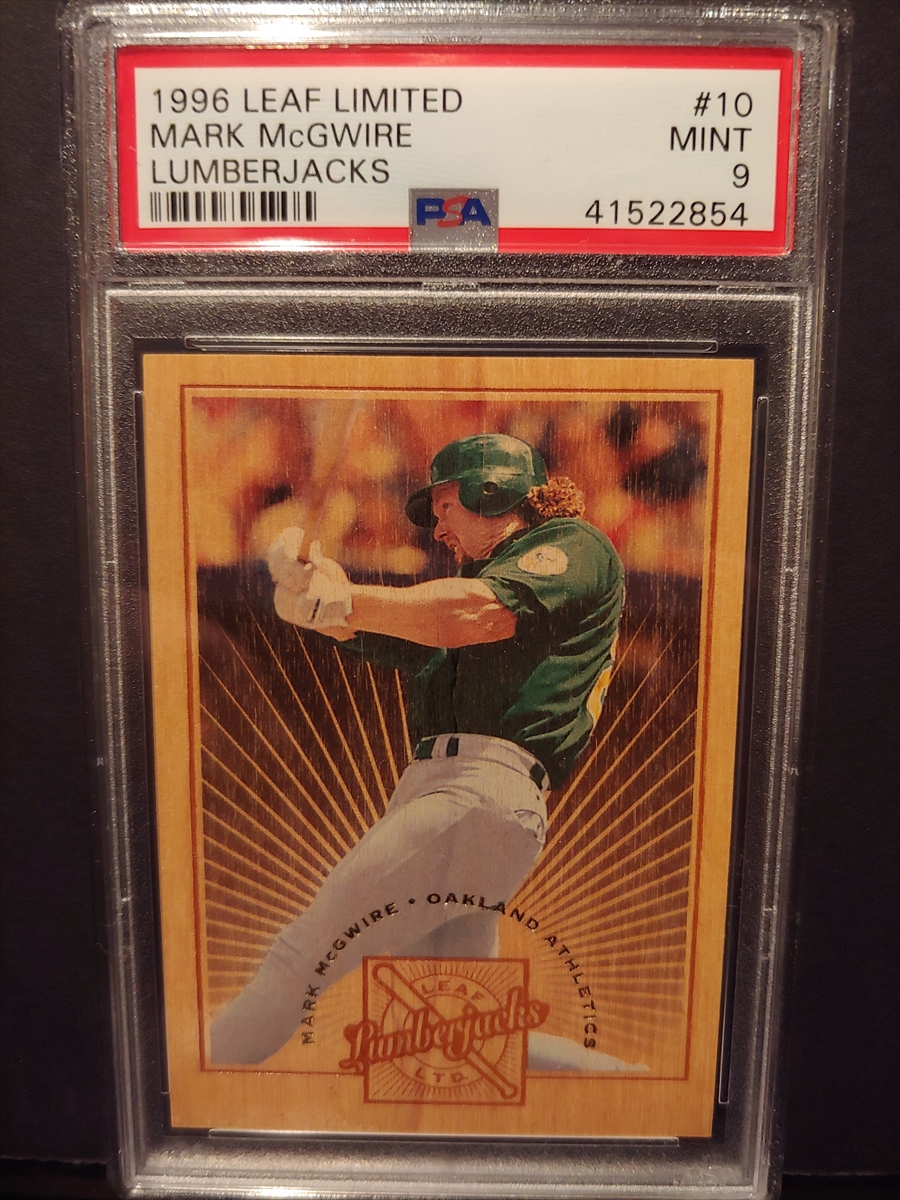 1996 LEAF LIMITED #10
MARK McGWIRE MINT
LUMBERJACKS 9
PSA 41522854
MARK McGWIRE • OAKLAND ATHLETICS
LEAF
Lumberjacks
LTD.